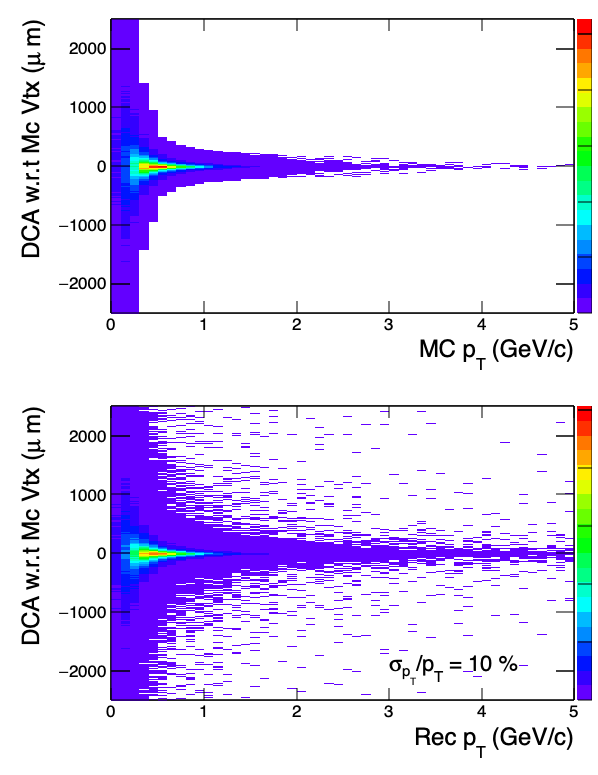 DCA w.r.t Mc Vtx (μ m)
2000
1000
0
−1000
−2000
0 1 2 3 4 5
MC p_T (GeV/c)
DCA w.r.t Mc Vtx (μ m)
2000
1000
0
−1000
−2000
σ_{p_T}/p_T = 10 %
0 1 2 3 4 5
Rec p_T (GeV/c)